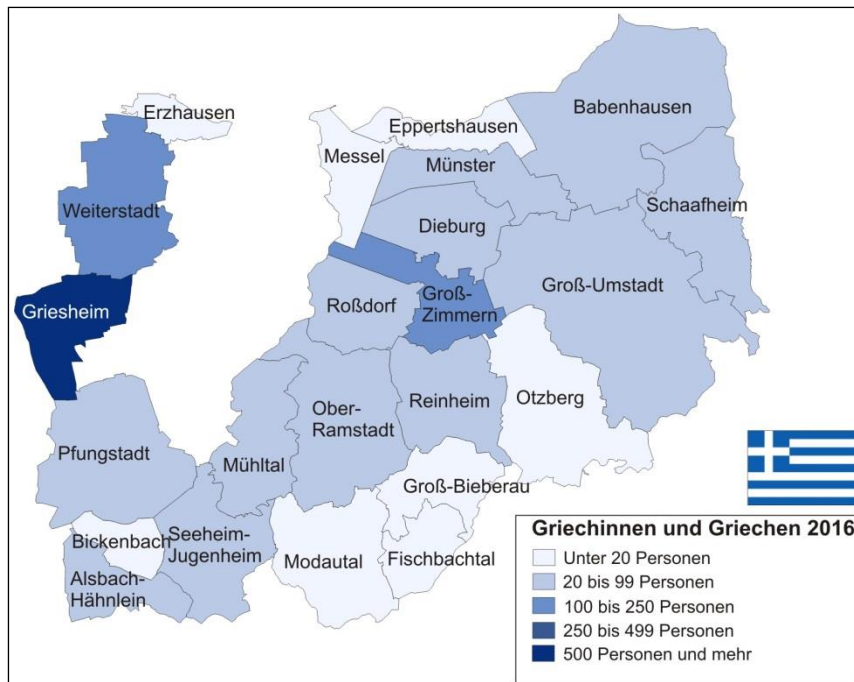 Erzhausen
Babenhausen
Eppertshausen
Messel
Münster
Weiterstadt
Schaafheim
Dieburg
Groß-Umstadt
Groß-
Zimmern
Roßdorf
Griesheim
Otzberg
Reinheim
Ober-
Ramstadt
Pfungstadt
Mühltal
Groß-Bieberau
Bickenbach
Seeheim-
Jugenheim
Modautal
Fischbachtal
Alsbach-
Hähnlein
Griechinnen und Griechen 2016
Unter 20 Personen
20 bis 99 Personen
100 bis 250 Personen
250 bis 499 Personen
500 Personen und mehr